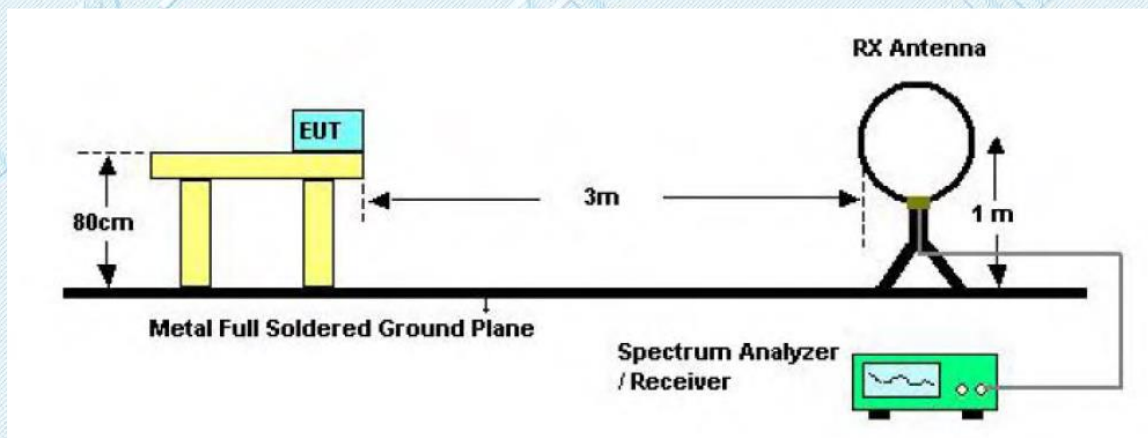 RX Antenna
EUT
3m
80cm
1 m
Metal Full Soldered Ground Plane
Spectrum Analyzer
/ Receiver